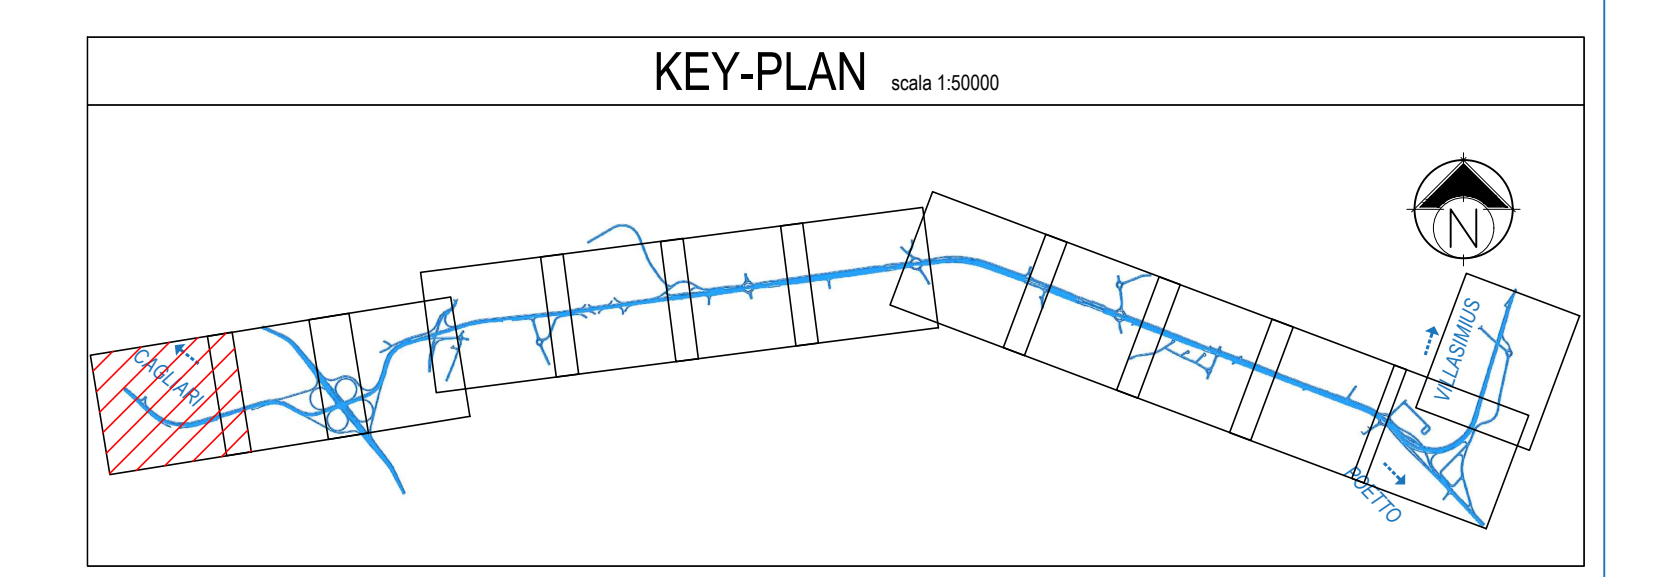 KEY-PLAN scala 1:50000
N
CAGLIARI
VILLASIMIUS
POETTO